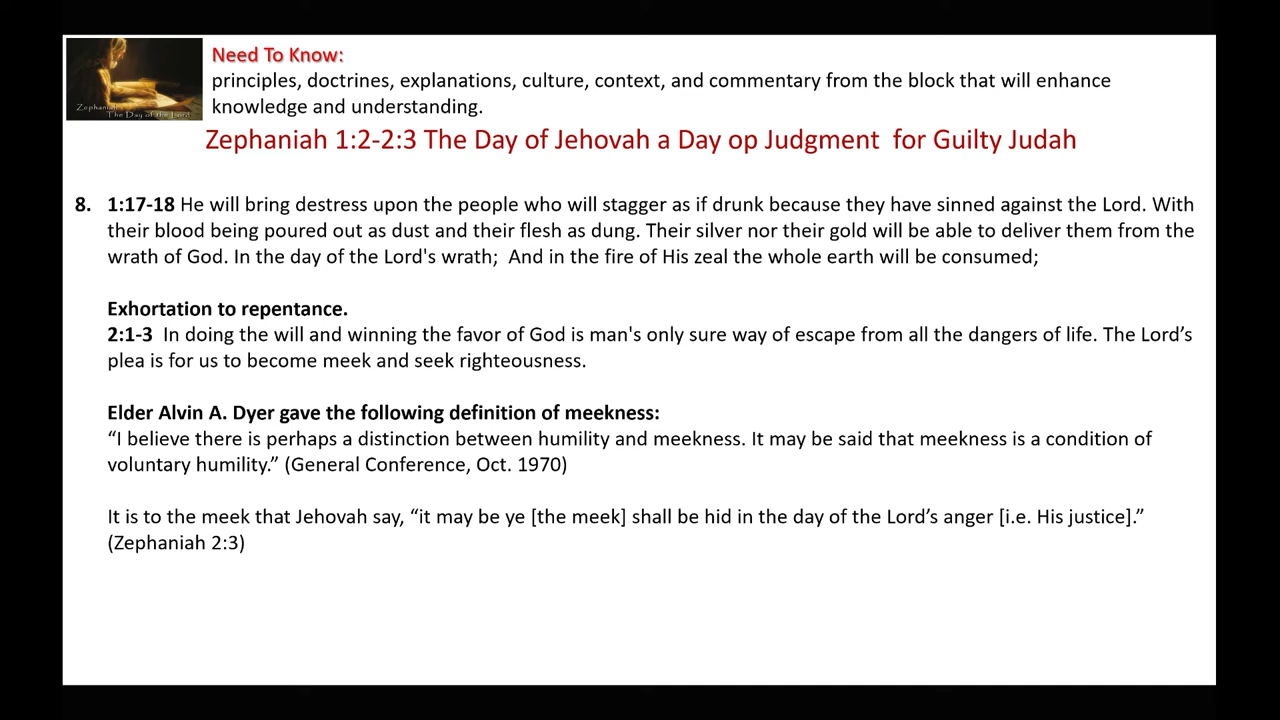 Need To Know:
principles, doctrines, explanations, culture, context, and commentary from the block that will enhance
knowledge and understanding.
Zephaniah
The Day of the Lord
Zephaniah 1:2-2:3 The Day of Jehovah a Day op Judgment for Guilty Judah
8. 1:17-18 He will bring destress upon the people who will stagger as if drunk because they have sinned against the Lord. With
their blood being poured out as dust and their flesh as dung. Their silver nor their gold will be able to deliver them from the
wrath of God. In the day of the Lord's wrath; And in the fire of His zeal the whole earth will be consumed;
Exhortation to repentance.
2:1-3 In doing the will and winning the favor of God is man's only sure way of escape from all the dangers of life. The Lord’s
plea is for us to become meek and seek righteousness.
Elder Alvin A. Dyer gave the following definition of meekness:
“I believe there is perhaps a distinction between humility and meekness. It may be said that meekness is a condition of
voluntary humility.” (General Conference, Oct. 1970)
It is to the meek that Jehovah say, “it may be ye [the meek] shall be hid in the day of the Lord’s anger [i.e. His justice].”
(Zephaniah 2:3)